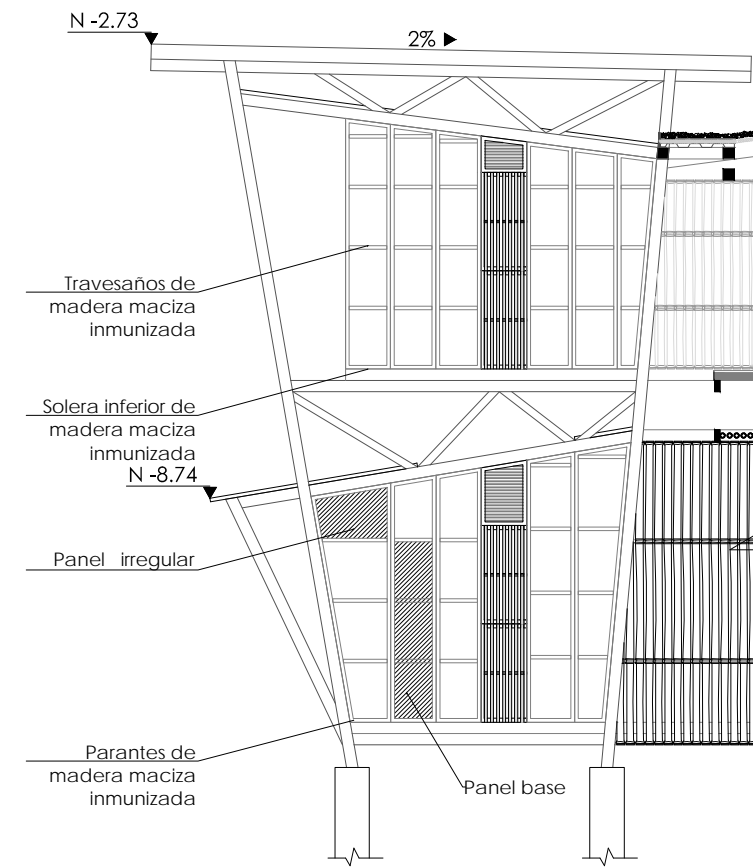 N -2.73
2%
Travesaños de
madera maciza
inmunizada
Solera inferior de
madera maciza
inmunizada
N -8.74
Panel irregular
Parantes de
madera maciza
inmunizada
Panel base